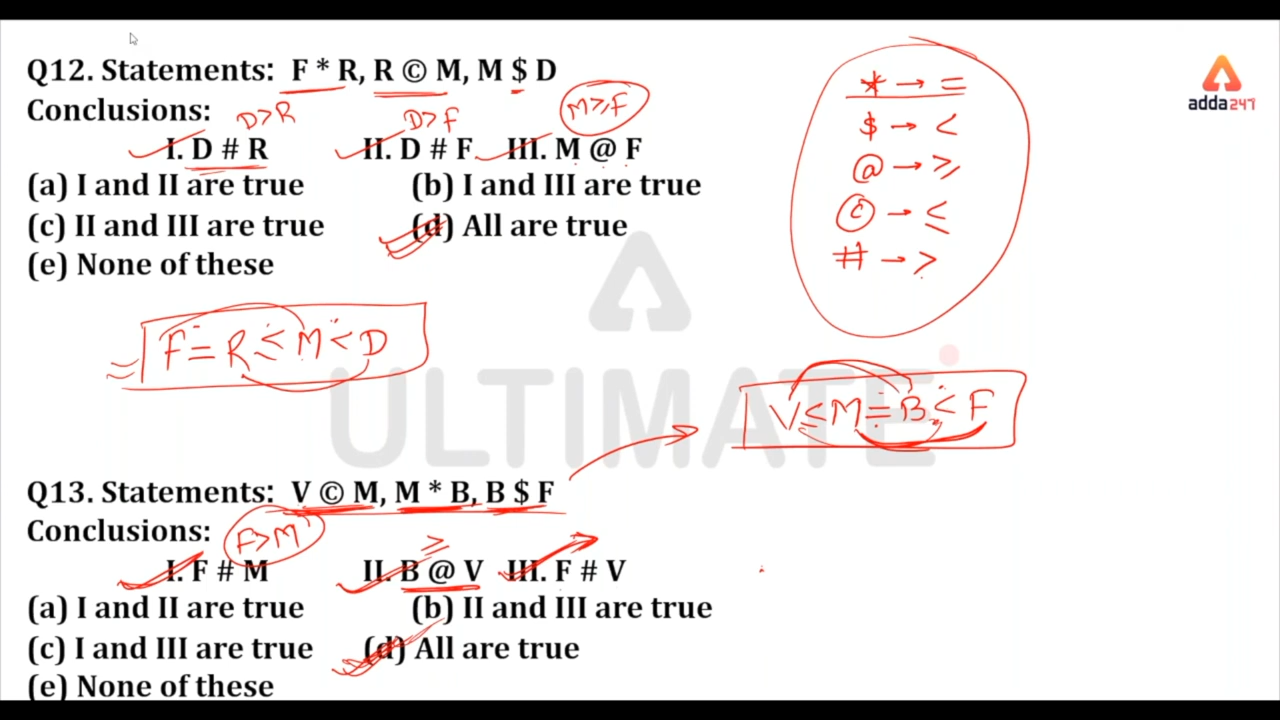 Q12. Statements: F * R, R © M, M $ D
Conclusions:
D>R D>F M≥F
I. D # R II. D # F III. M @ F
(a) I and II are true (b) I and III are true
(c) II and III are true (d) All are true
(e) None of these
F=R≤M<D
* → =
$ → <
@ → ≥
© → ≤
# → >
adda247
ULTIMATE
V≤M=B<F
Q13. Statements: V © M, M * B, B $ F
Conclusions:
F>M ≥
I. F # M II. B @ V III. F # V
(a) I and II are true (b) II and III are true
(c) I and III are true (d) All are true
(e) None of these